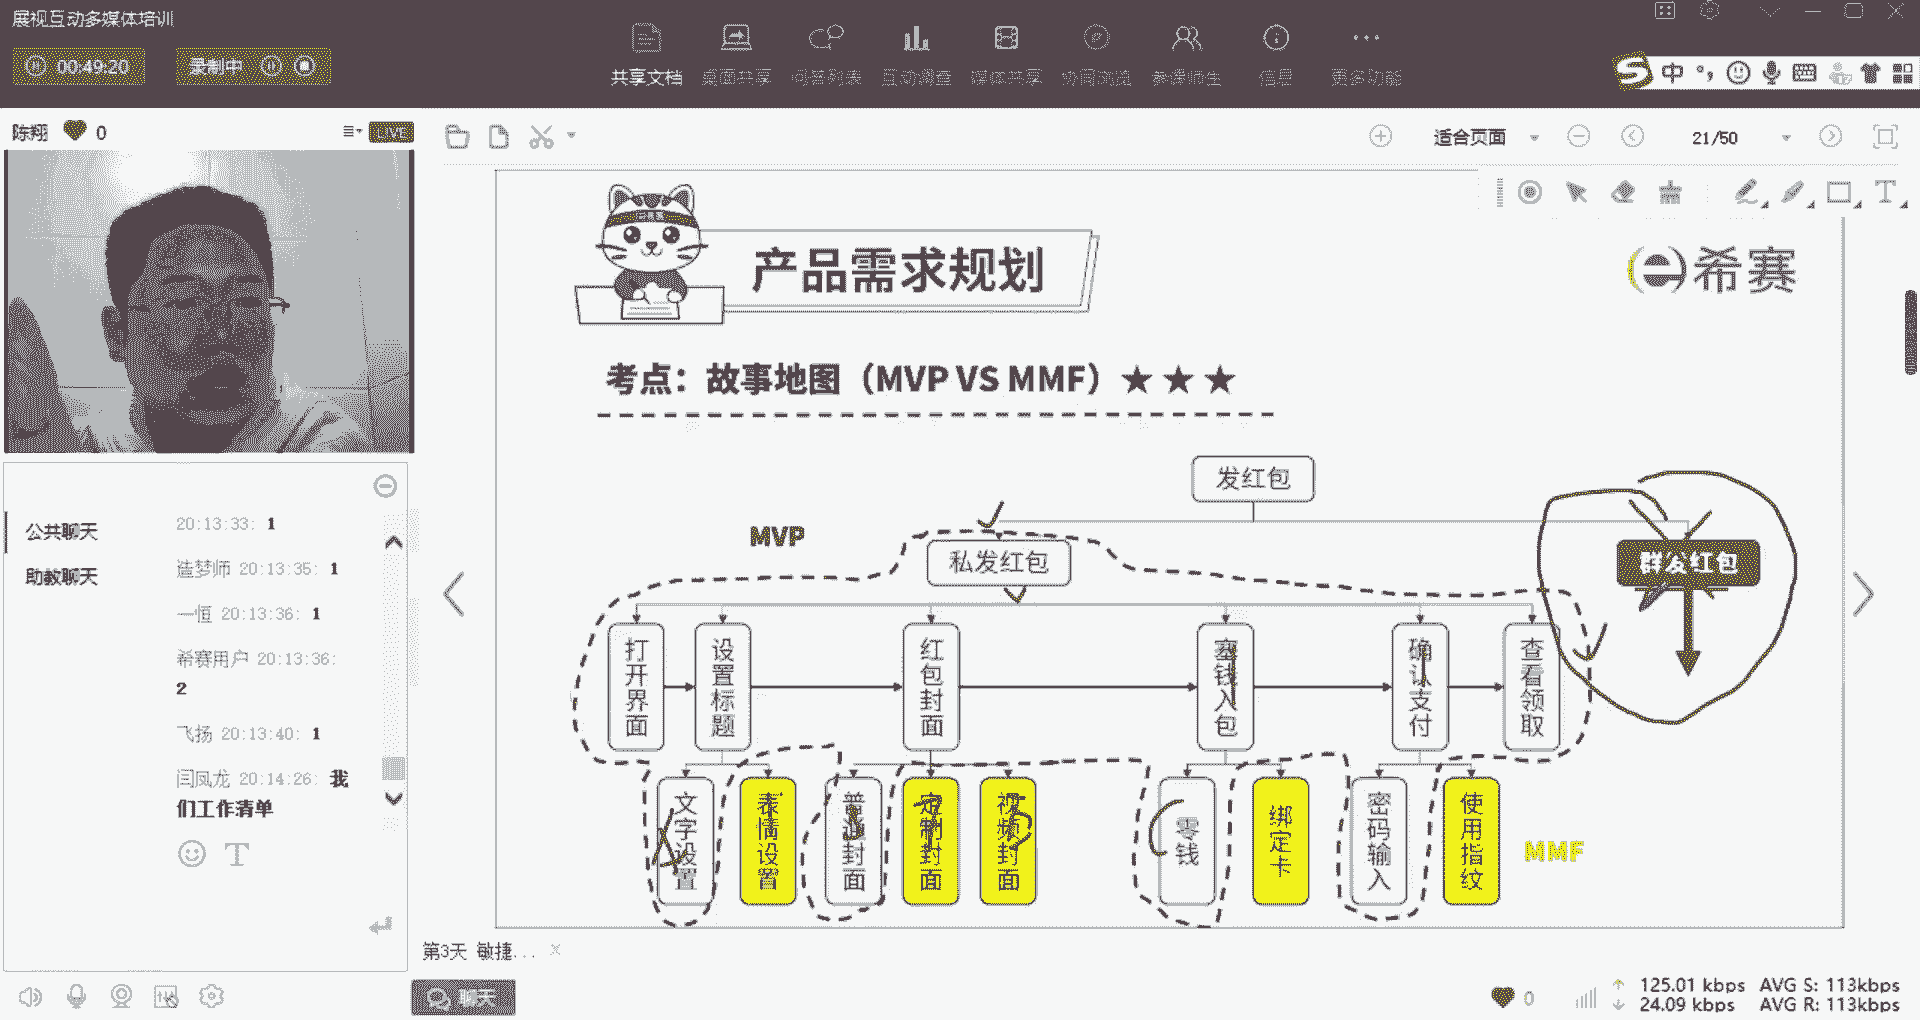 展视互动多媒体培训
00:49:20
录制中
共享文档 桌面共享 问答列表 互动调查 媒体共享 协同浏览 参课师生 信息 更多功能
中
陈翔 0
LIVE
适合页面
21/50
公共聊天
助教聊天
20:13:33: 1
造梦师 20:13:35: 1
一恒 20:13:36: 1
希赛用户 20:13:36:
2
飞扬 20:13:40: 1
闫凤龙 20:14:26: 我
们工作清单
产品需求规划
希赛
考点：故事地图（MVP VS MMF）★ ★ ★
发红包
MVP
私发红包
群发红包
打开界面
设置标题
红包封面
塞钱入包
确认支付
查看领取
文字设置
表情设置
普通封面
定制封面
视频封面
零钱
绑定卡
密码输入
使用指纹
MMF
第3天 敏捷...
聊天
0
125.01 kbps AVG S: 113kbps
24.09 kbps AVG R: 113kbps